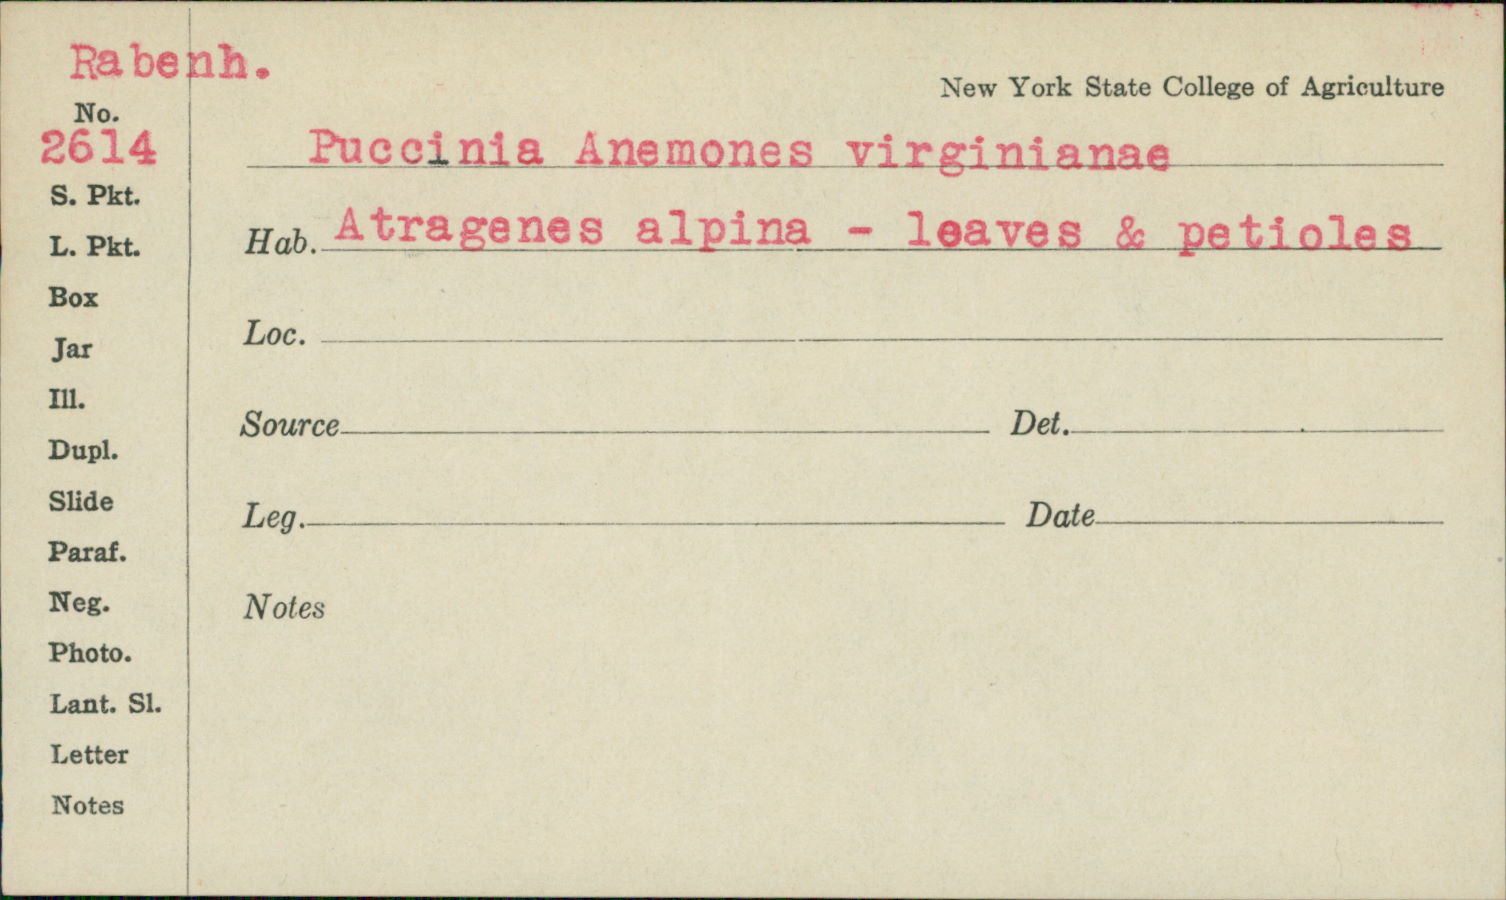 Rabenh.
New York State College of Agriculture
No.
2614
Puccinia Anemones virginianae
S. Pkt.
Hab. Atragenes alpina - leaves & petioles
L. Pkt.
Box
Loc.
Jar
Ill.
Source Det.
Dupl.
Slide
Leg. Date
Paraf.
Neg.
Notes
Photo.
Lant. Sl.
Letter
Notes